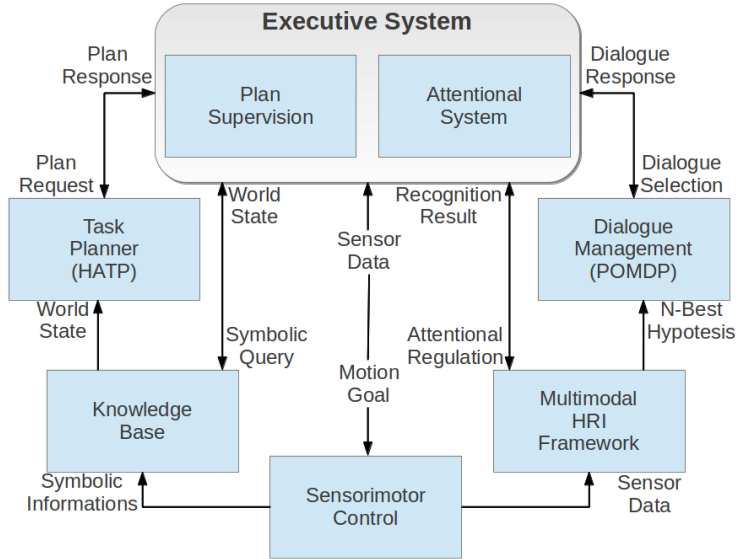 Executive System
Plan
Response
Dialogue
Response
Plan
Supervision
Attentional
System
Plan
Request
World
State
Recognition
Result
Dialogue
Selection
Sensor
Data
Task
Planner
(HATP)
Dialogue
Management
(POMDP)
World
State
N-Best
Hypotesis
Symbolic
Query
Attentional
Regulation
Motion
Goal
Knowledge
Base
Multimodal
HRI
Framework
Symbolic
Informations
Sensorimotor
Control
Sensor
Data